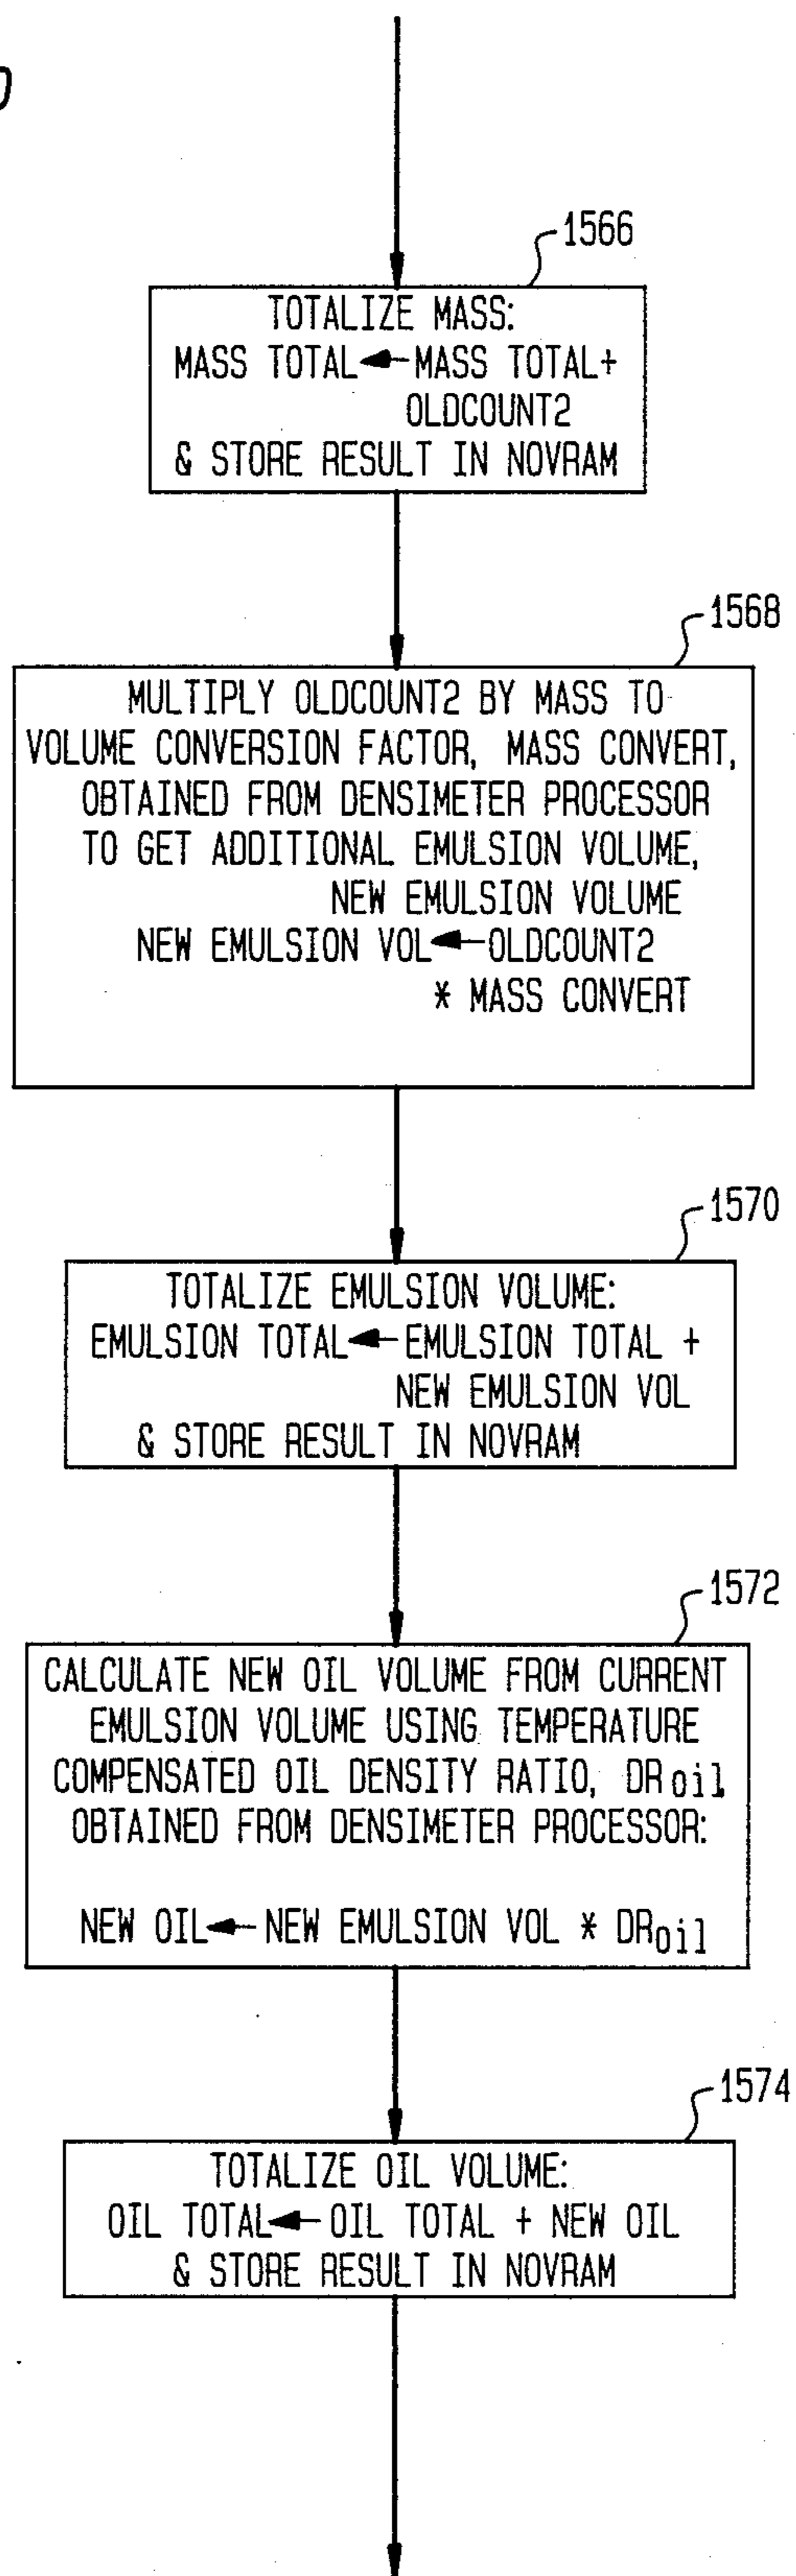 1566
TOTALIZE MASS:
MASS TOTAL←MASS TOTAL+
OLDCOUNT2
& STORE RESULT IN NOVRAM
1568
MULTIPLY OLDCOUNT2 BY MASS TO
VOLUME CONVERSION FACTOR, MASS CONVERT,
OBTAINED FROM DENSIMETER PROCESSOR
TO GET ADDITIONAL EMULSION VOLUME,
NEW EMULSION VOLUME
NEW EMULSION VOL←OLDCOUNT2
* MASS CONVERT
1570
TOTALIZE EMULSION VOLUME:
EMULSION TOTAL←EMULSION TOTAL +
NEW EMULSION VOL
& STORE RESULT IN NOVRAM
1572
CALCULATE NEW OIL VOLUME FROM CURRENT
EMULSION VOLUME USING TEMPERATURE
COMPENSATED OIL DENSITY RATIO, DRoil
OBTAINED FROM DENSIMETER PROCESSOR:
NEW OIL← NEW EMULSION VOL * DRoil
1574
TOTALIZE OIL VOLUME:
OIL TOTAL← OIL TOTAL + NEW OIL
& STORE RESULT IN NOVRAM